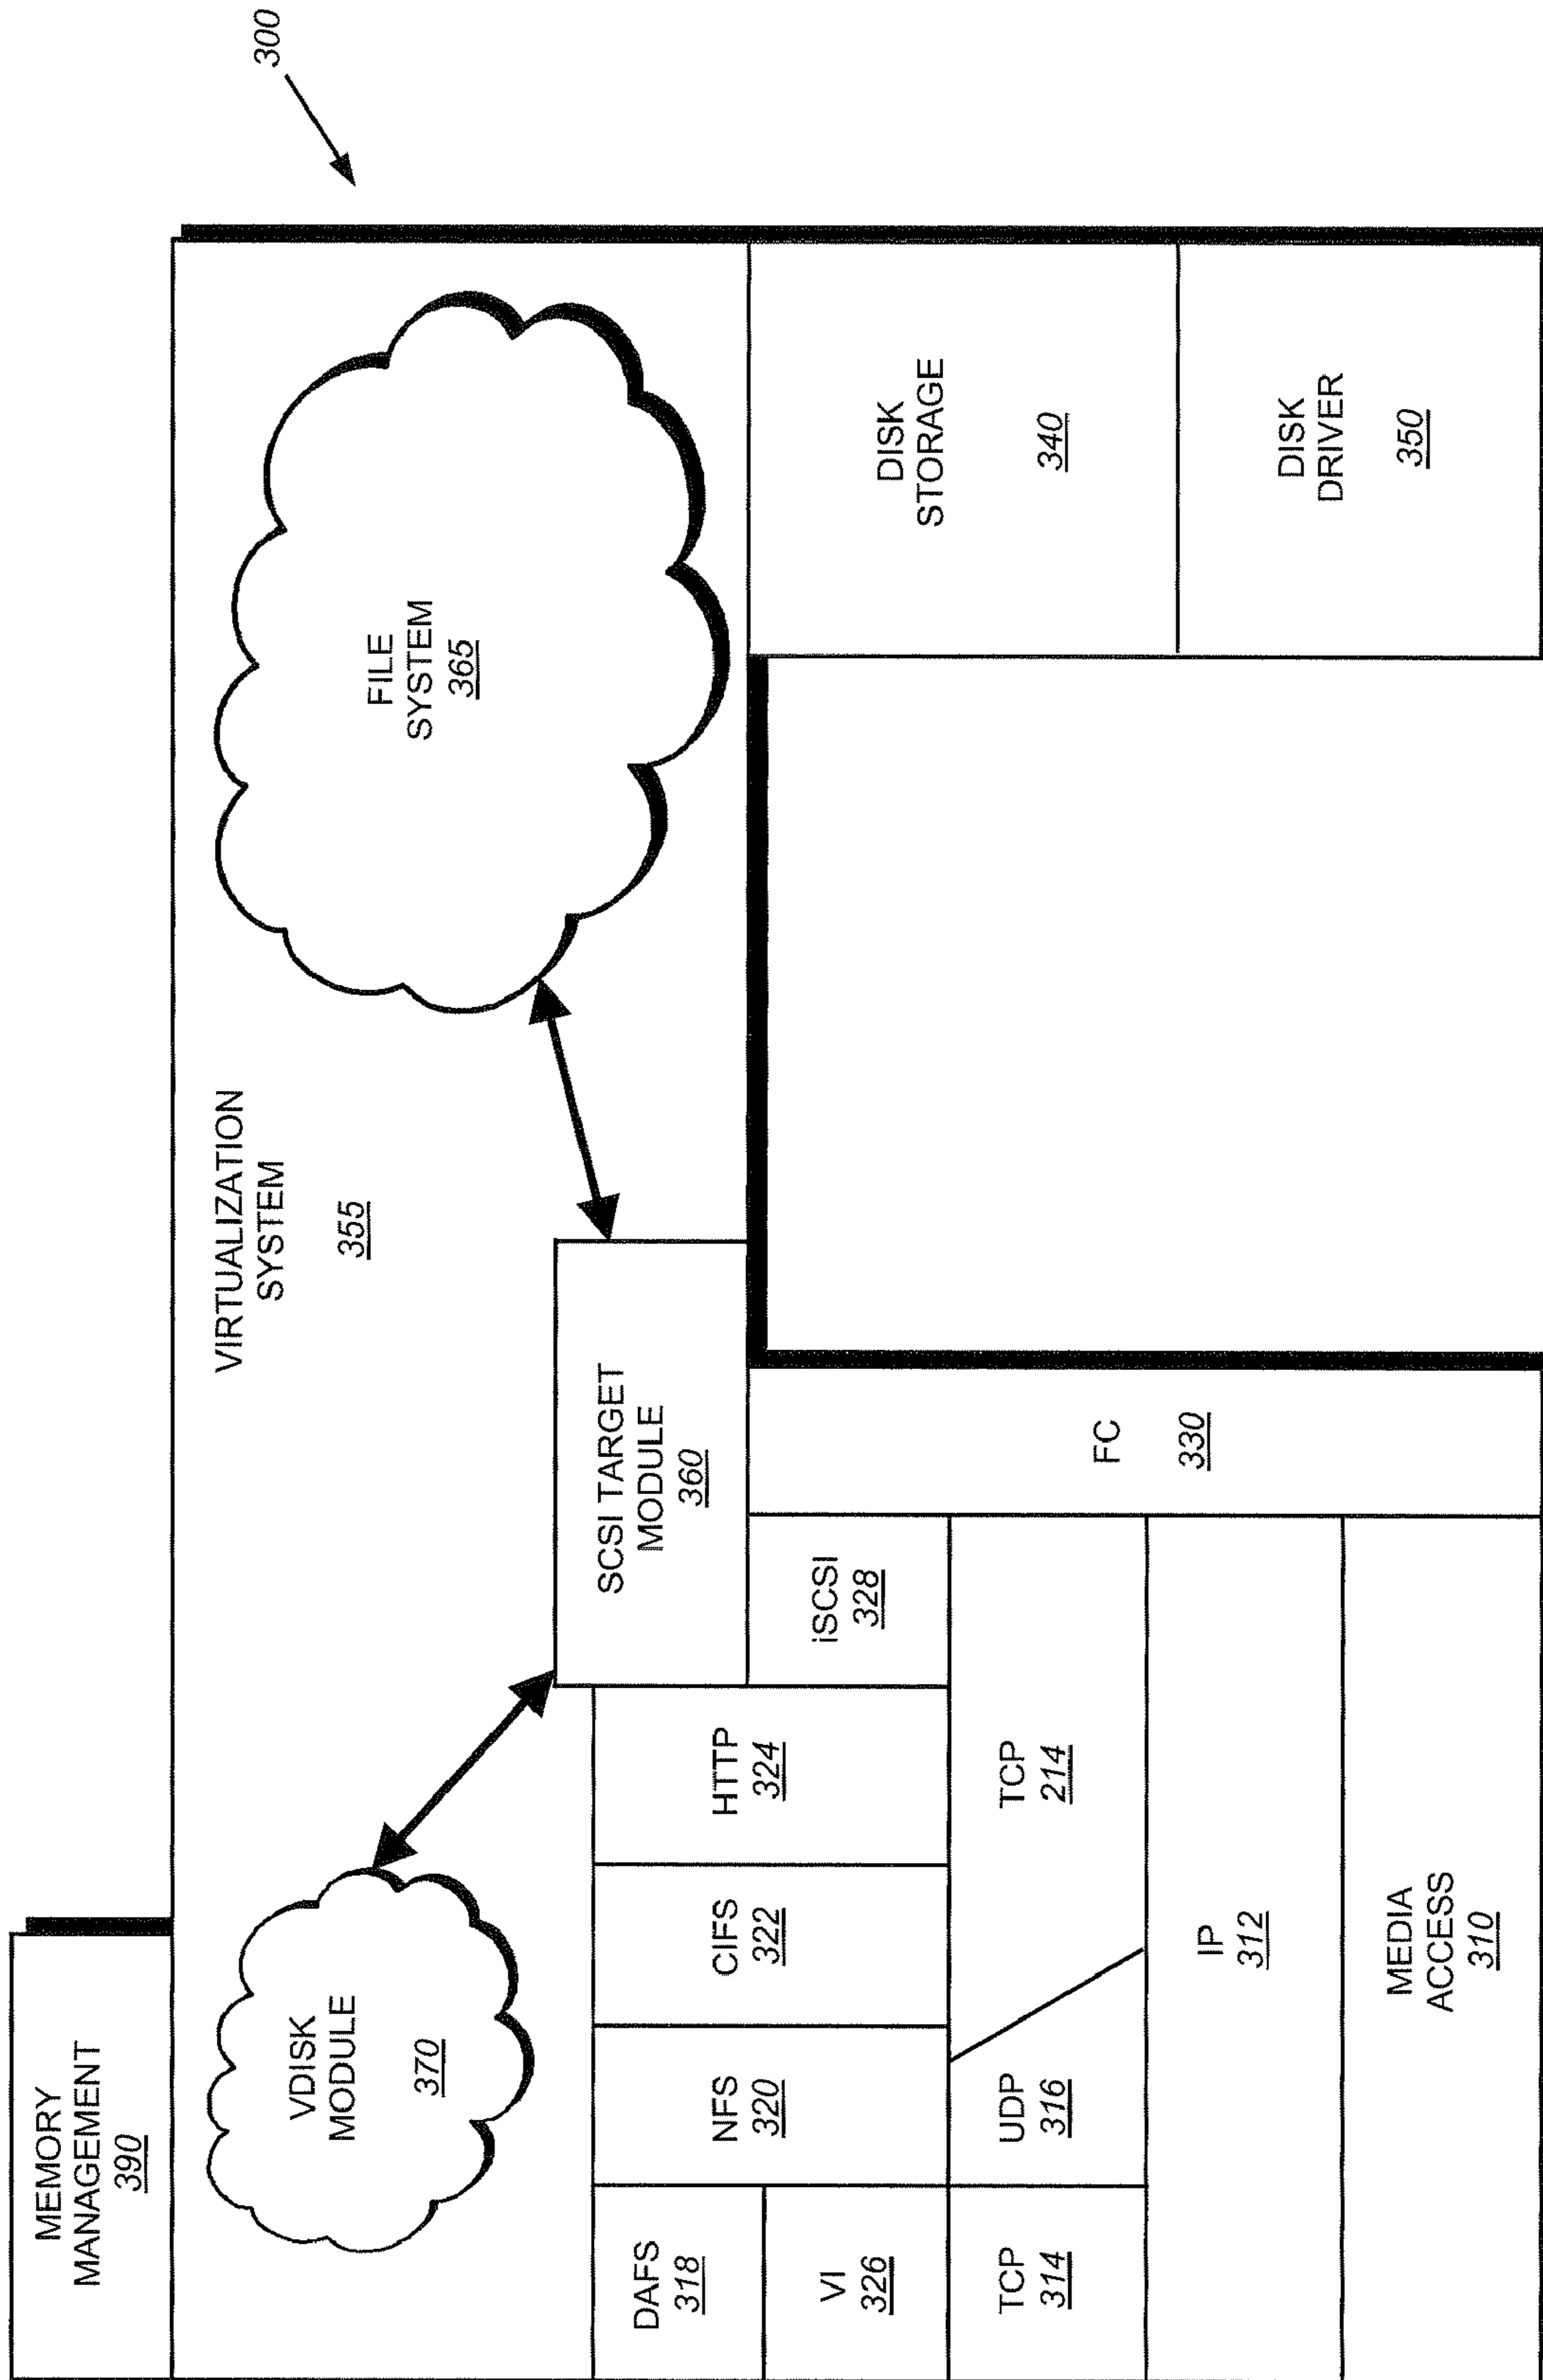 300
MEMORY
MANAGEMENT
390
VIRTUALIZATION
SYSTEM
355
VDISK
MODULE
370
FILE
SYSTEM
365
SCSI TARGET
MODULE
360
DAFS
318
VI
326
NFS
320
CIFS
322
HTTP
324
iSCSI
328
FC
330
TCP
314
UDP
316
TCP
214
IP
312
MEDIA
ACCESS
310
DISK
STORAGE
340
DISK
DRIVER
350